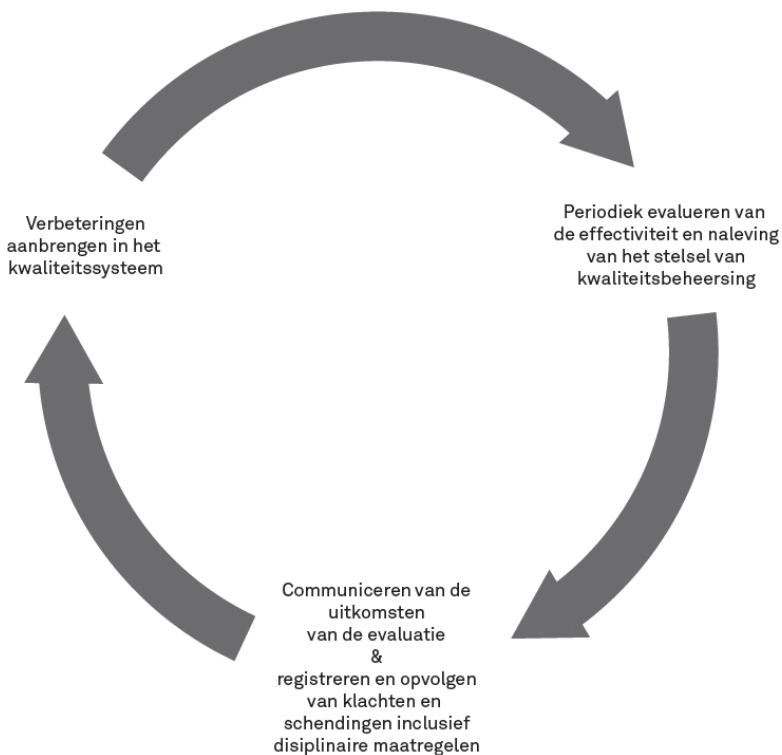 Verbeteringen
aanbrengen in het
kwaliteitssysteem
Periodiek evalueren van
de effectiviteit en naleving
van het stelsel van
kwaliteitsbeheersing
Communiceren van de
uitkomsten
van de evaluatie
&
registreren en opvolgen
van klachten en
schendingen inclusief
disiplinaire maatregelen